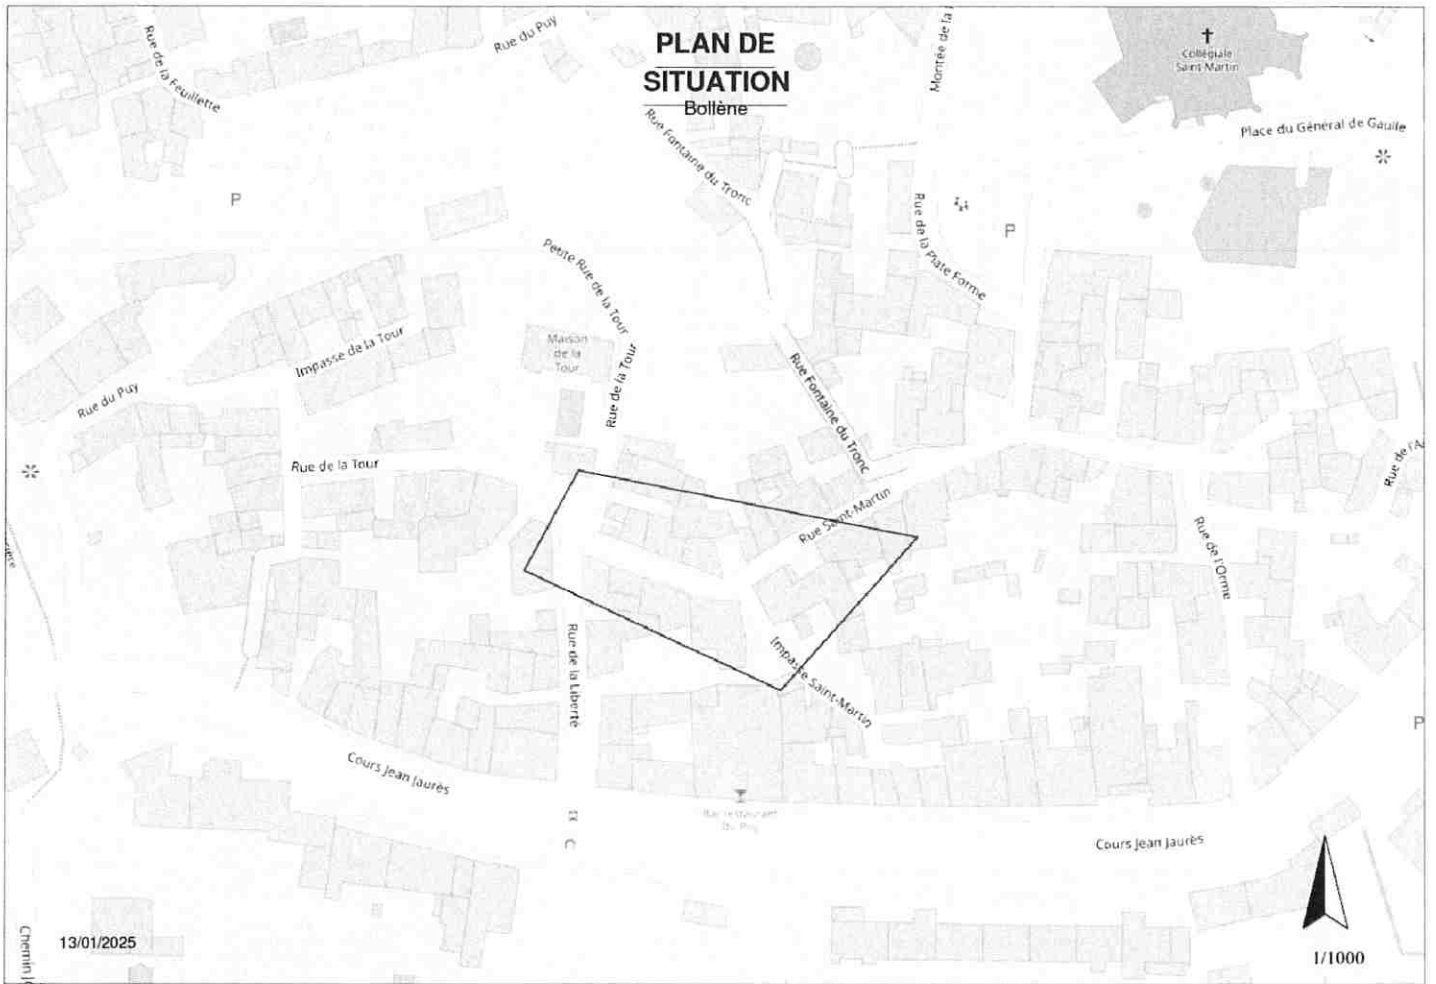 Rue du Puy
PLAN DE
SITUATION
Bollène
Rue de la Feuillette
Montée de la
Collégiale
Saint-Martin
Place du Général de Gaulle
Rue Fontaine du Tronc
P
P
Rue de la Plate Forme
Petite Rue de la Tour
Impasse de la Tour
Maison
de la
Tour
Rue de la Tour
Rue Fontaine du Tronc
Rue du Puy
Rue de la Tour
Rue de l'A
Rue Saint-Martin
Rue de l'Orme
Rue de la Liberté
Impasse Saint-Martin
P
Cours Jean Jaurès
Bar restaurant
du Puy
Cours Jean Jaurès
Chemin
13/01/2025
1/1000